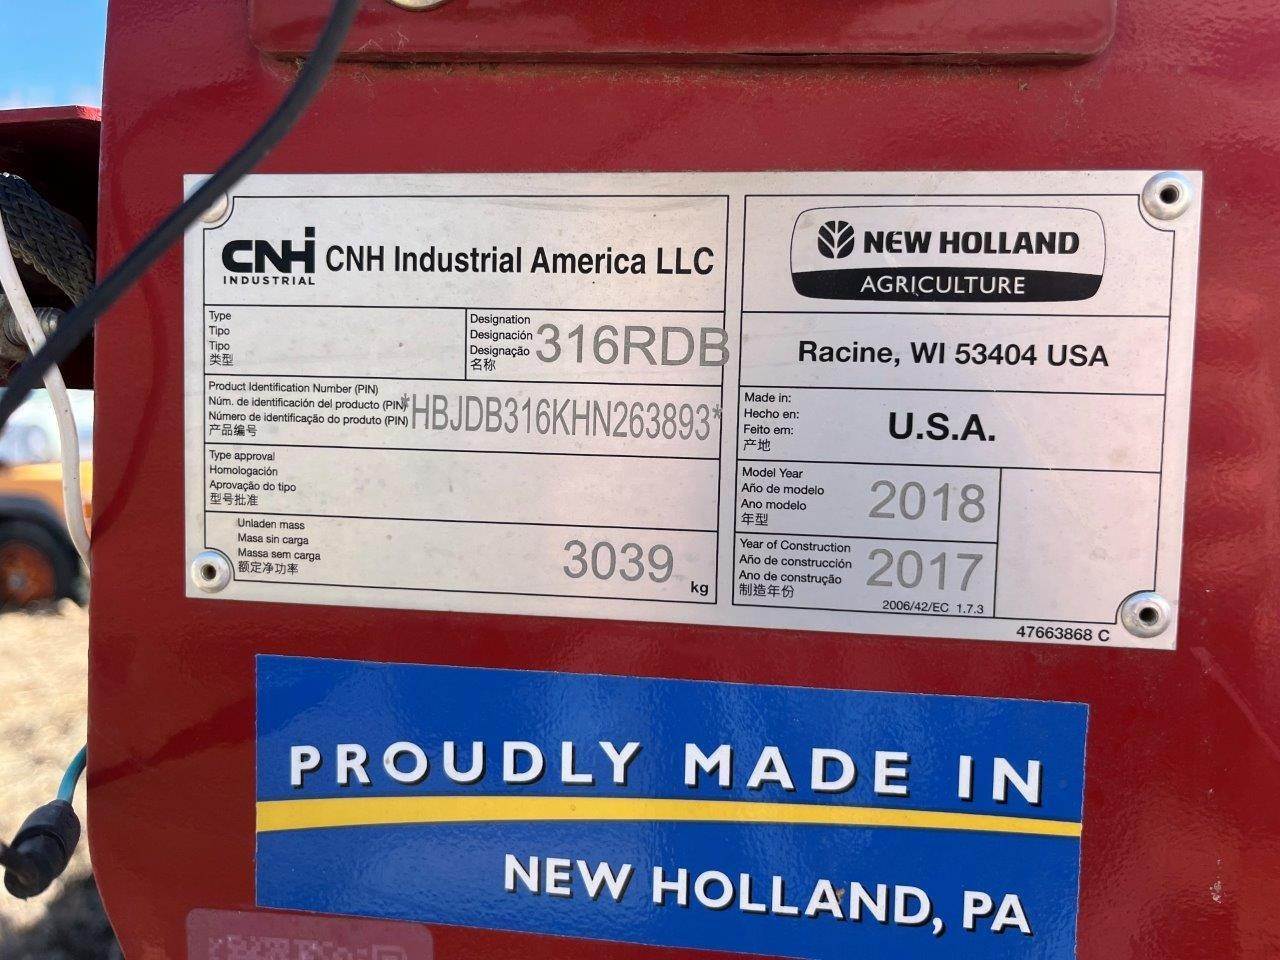 CNH
INDUSTRIAL
CNH Industrial America LLC
Type
Tipo
Tipo
类型
Designation
Designación
Designação
名称
316RDB
Product Identification Number (PIN)
Núm. de identificación del producto (PIN)
Número de identificação do produto (PIN)
产品编号
*HBJDB316KHN263893*
Type approval
Homologación
Aprovação do tipo
型号批准
Unladen mass
Masa sin carga
Massa sem carga
额定净功率
3039
kg
NEW HOLLAND
AGRICULTURE
Racine, WI 53404 USA
Made in:
Hecho en:
Feito em:
产地
U.S.A.
Model Year
Año de modelo
Ano modelo
年型
2018
Year of Construction
Año de construcción
Ano de construção
制造年份
2017
2006/42/EC 1.7.3
47663868 C
PROUDLY MADE IN
NEW HOLLAND, PA